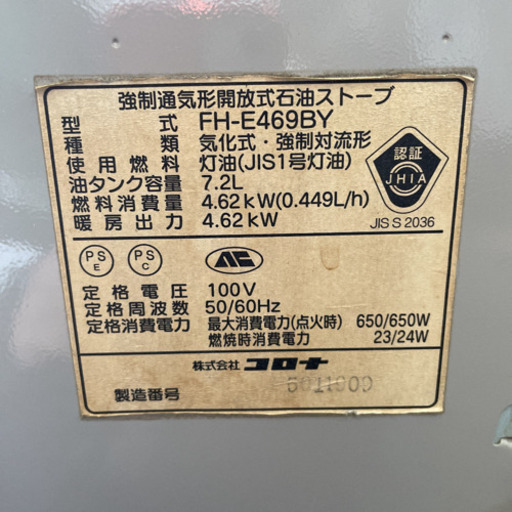 強制通気形開放式石油ストーブ
型式 FH-E469BY
種類 気化式・強制対流形
使用燃料 灯油(JIS1号灯油)
油タンク容量 7.2L
燃料消費量 4.62kW(0.449L/h)
暖房出力 4.62kW
認証
JHIA
JIS S 2036
PS E
PS C
定格電圧 100V
定格周波数 50/60Hz
定格消費電力 最大消費電力(点火時) 650/650W
燃焼時消費電力 23/24W
株式会社 コロナ
製造番号